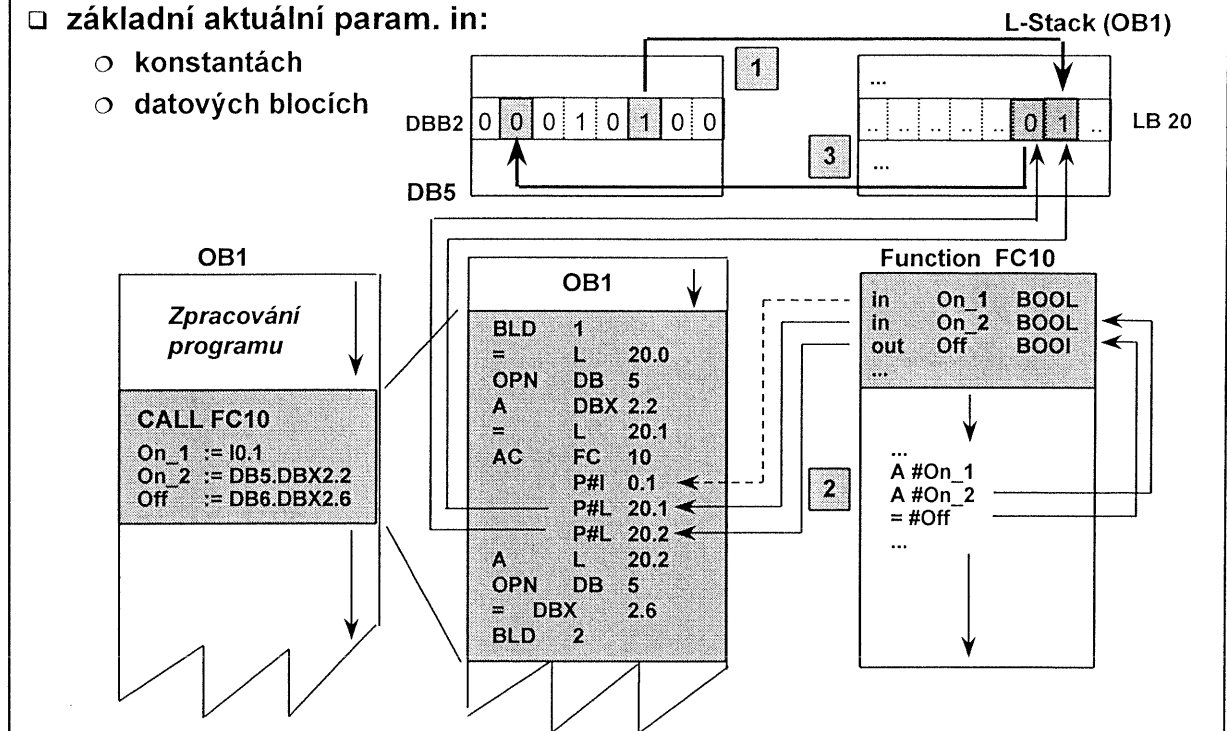 ❑ základní aktuální param. in:
❍ konstantách
❍ datových blocích
L-Stack (OB1)
1
...
DBB2 0 0 0 1 0 1 0 0
.. .. .. .. .. 0 1 .. LB 20
3
...
DB5
OB1
Zpracování
programu
CALL FC10
On_1 := I0.1
On_2 := DB5.DBX2.2
Off := DB6.DBX2.6
OB1
BLD 1
= L 20.0
OPN DB 5
A DBX 2.2
= L 20.1
AC FC 10
P#I 0.1
P#L 20.1
P#L 20.2
A L 20.2
OPN DB 5
= DBX 2.6
BLD 2
Function FC10
in On_1 BOOL
in On_2 BOOL
out Off BOOl
...
2
...
A #On_1
A #On_2
= #Off
...